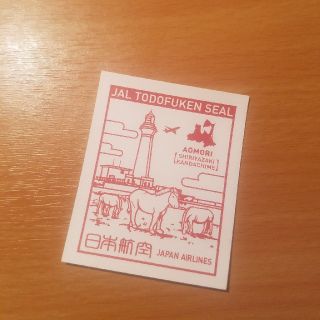 JAL TODOFUKEN SEAL
AOMORI
[SHIRIYAZAKI
KANDACHIME]
日本航空
JAPAN AIRLINES